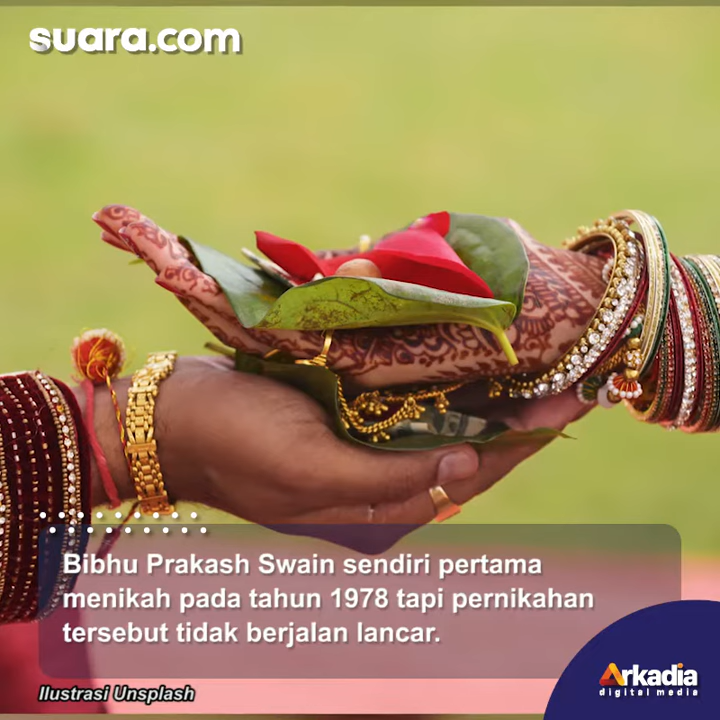 suara.com
Bibhu Prakash Swain sendiri pertama
menikah pada tahun 1978 tapi pernikahan
tersebut tidak berjalan lancar.
Ilustrasi Unsplash
Arkadia
digital media